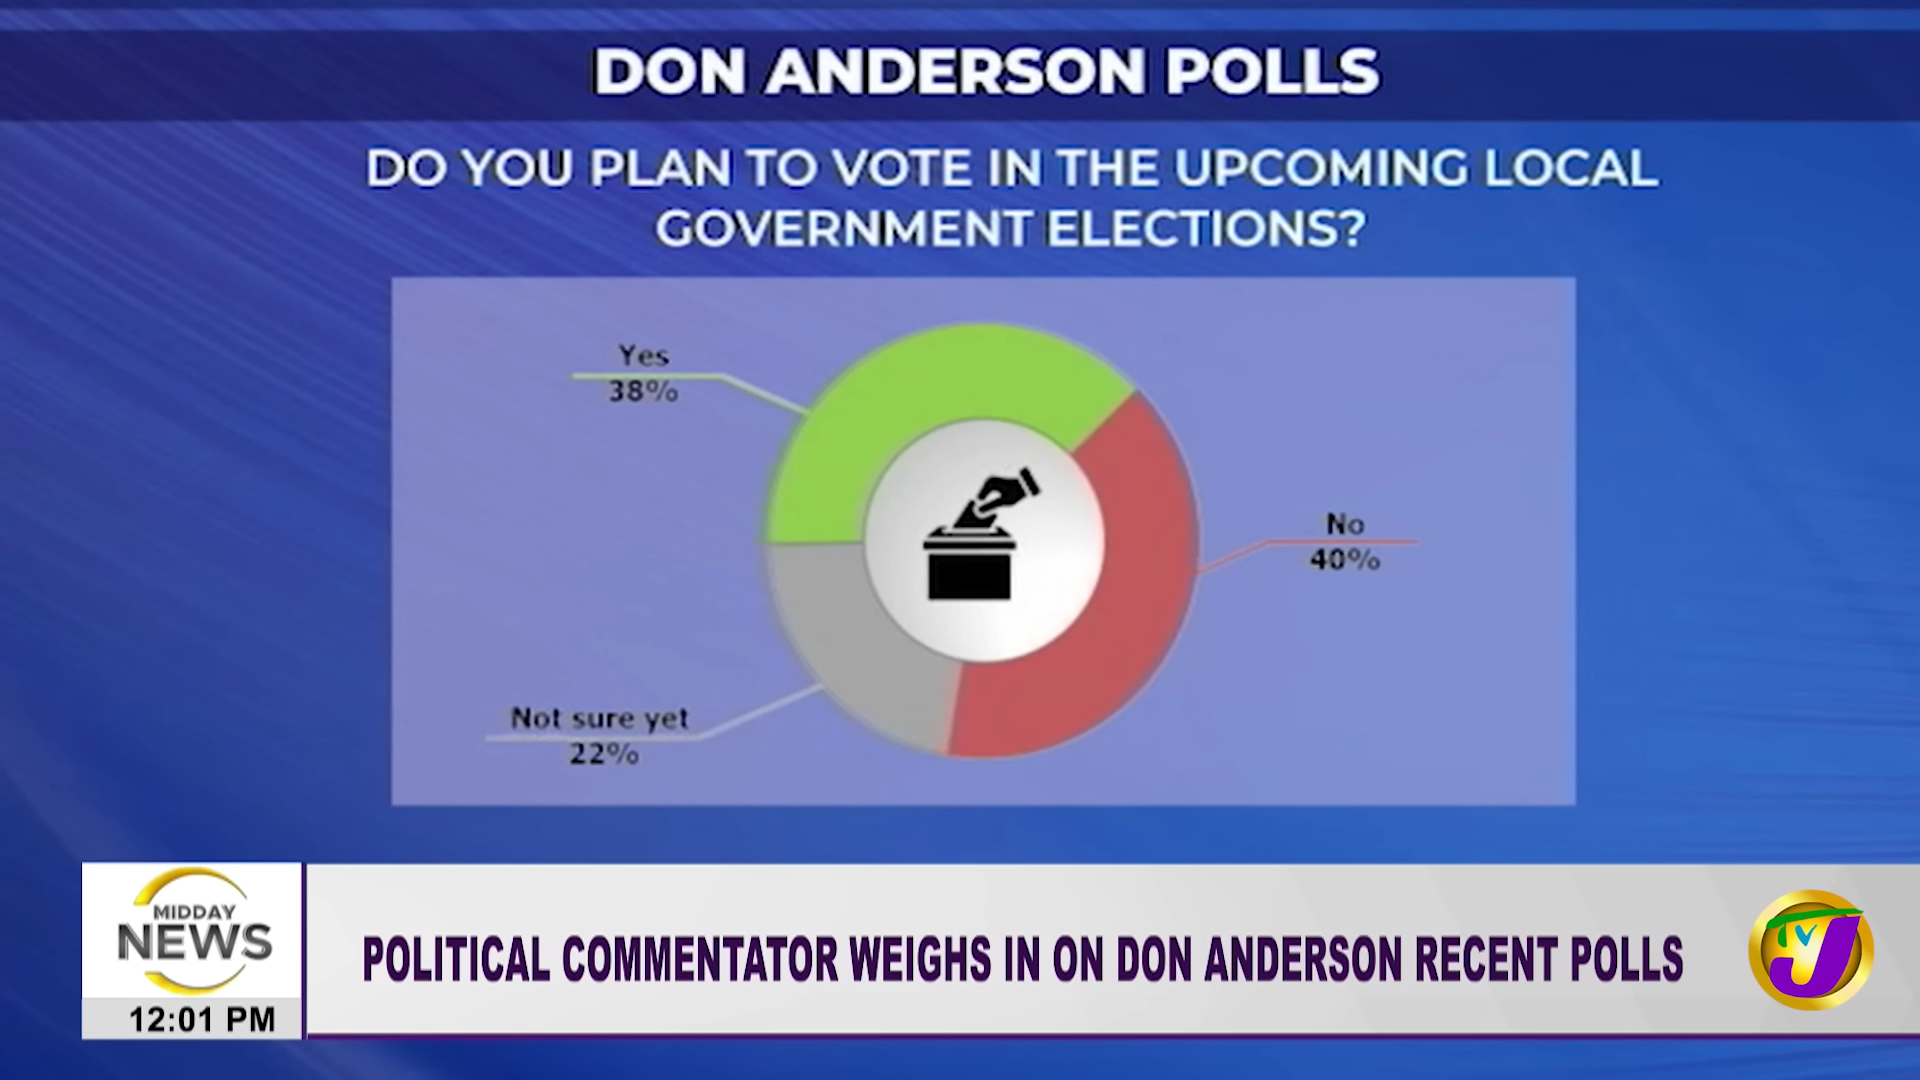 DON ANDERSON POLLS
DO YOU PLAN TO VOTE IN THE UPCOMING LOCAL
GOVERNMENT ELECTIONS?
Yes
38%
No
40%
Not sure yet
22%
MIDDAY
NEWS
12:01 PM
POLITICAL COMMENTATOR WEIGHS IN ON DON ANDERSON RECENT POLLS
TVJ